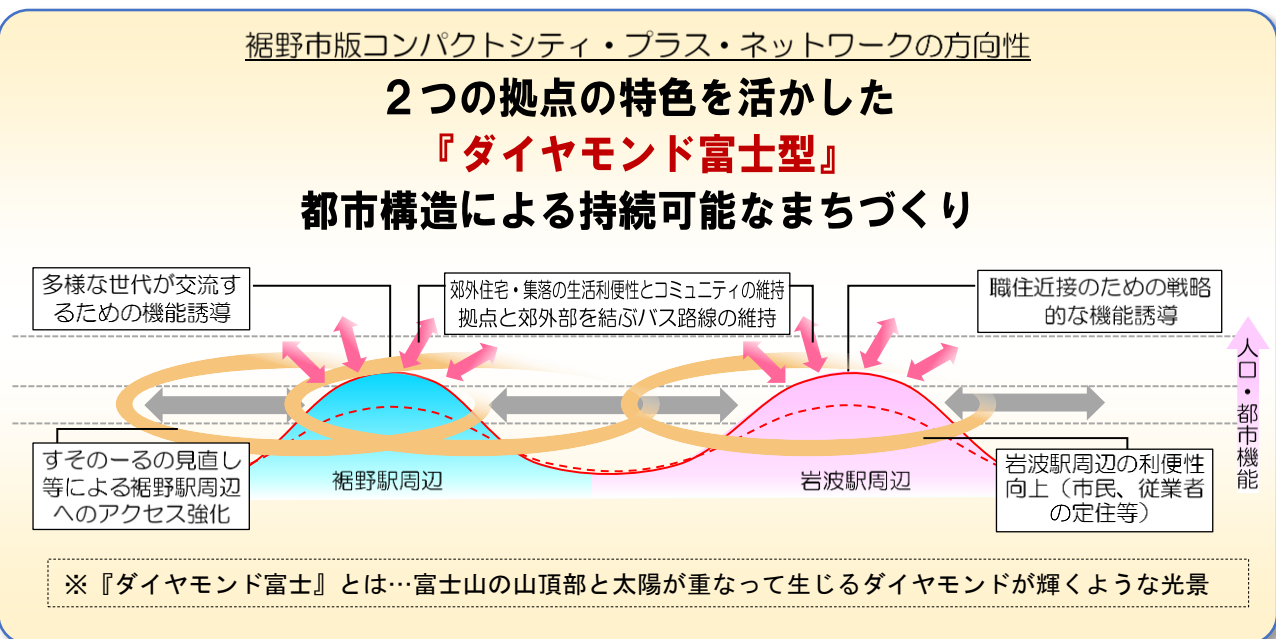 裾野市版コンパクトシティ・プラス・ネットワークの方向性
２つの拠点の特色を活かした
『ダイヤモンド富士型』
都市構造による持続可能なまちづくり
多様な世代が交流す
るための機能誘導
郊外住宅・集落の生活利便性とコミュニティの維持
拠点と郊外部を結ぶバス路線の維持
職住近接のための戦略
的な機能誘導
人口・都市機能
すそのーるの見直し
等による裾野駅周辺
へのアクセス強化
裾野駅周辺
岩波駅周辺
岩波駅周辺の利便性
向上（市民、従業者
の定住等）
※『ダイヤモンド富士』とは…富士山の山頂部と太陽が重なって生じるダイヤモンドが輝くような光景